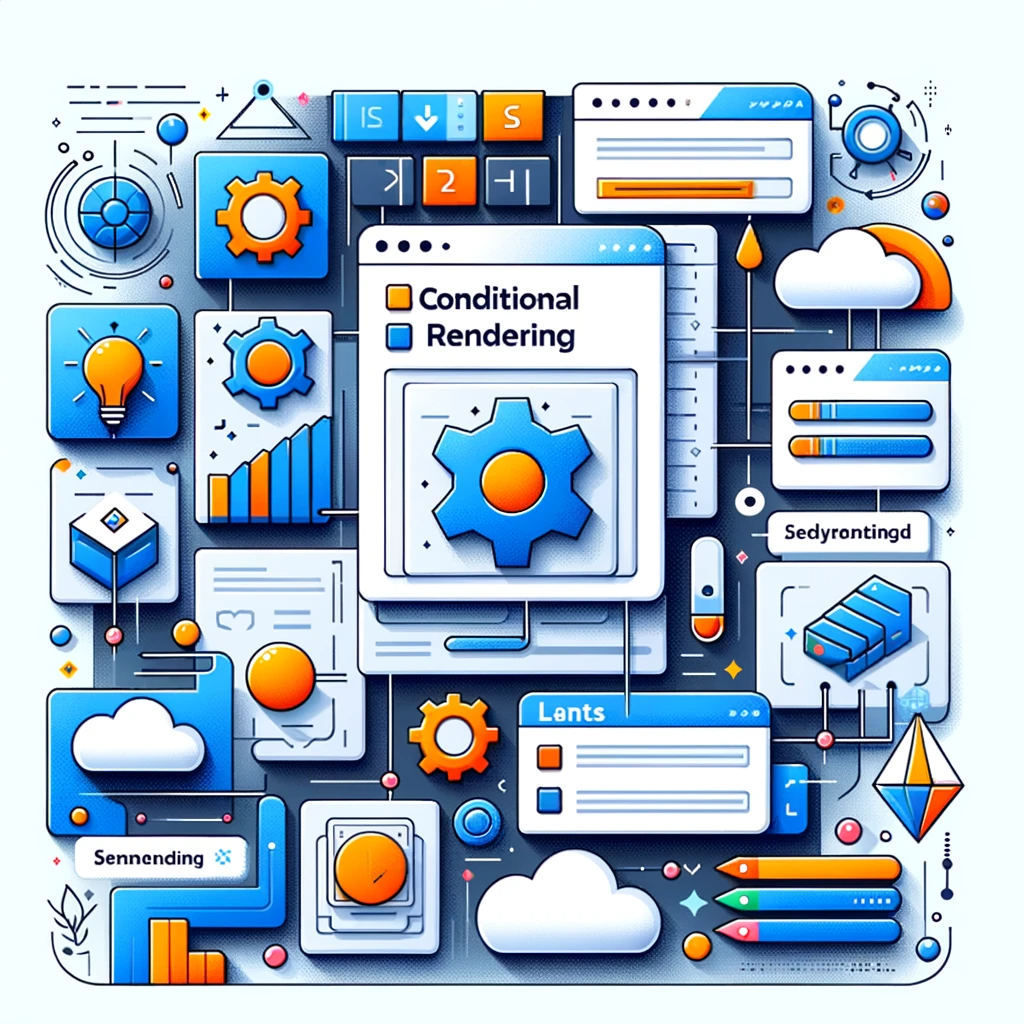 IS
S
2
Conditional
Rendering
Sedyrontingd
Lants
Sennending
L